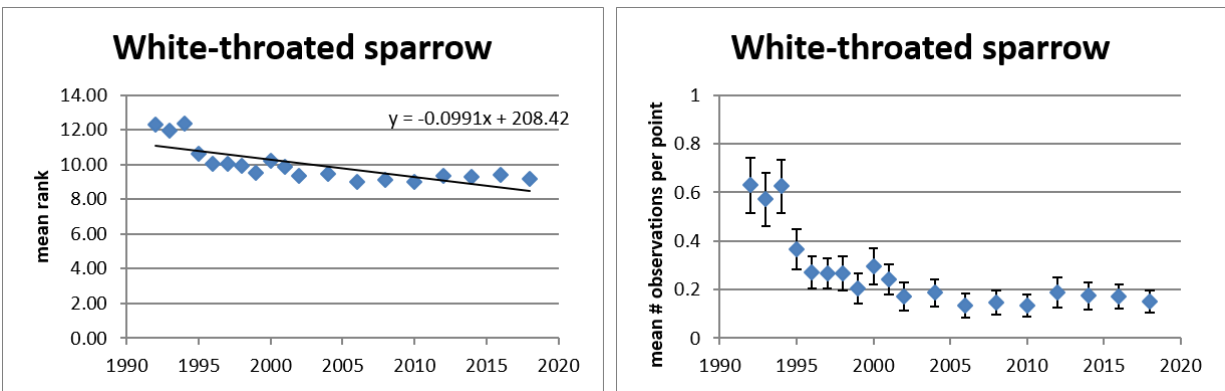 White-throated sparrow
14.00
12.00
10.00
8.00
6.00
4.00
2.00
0.00
mean rank
y = -0.0991x + 208.42
1990 1995 2000 2005 2010 2015 2020
White-throated sparrow
1
0.8
0.6
0.4
0.2
0
mean # observations per point
1990 1995 2000 2005 2010 2015 2020